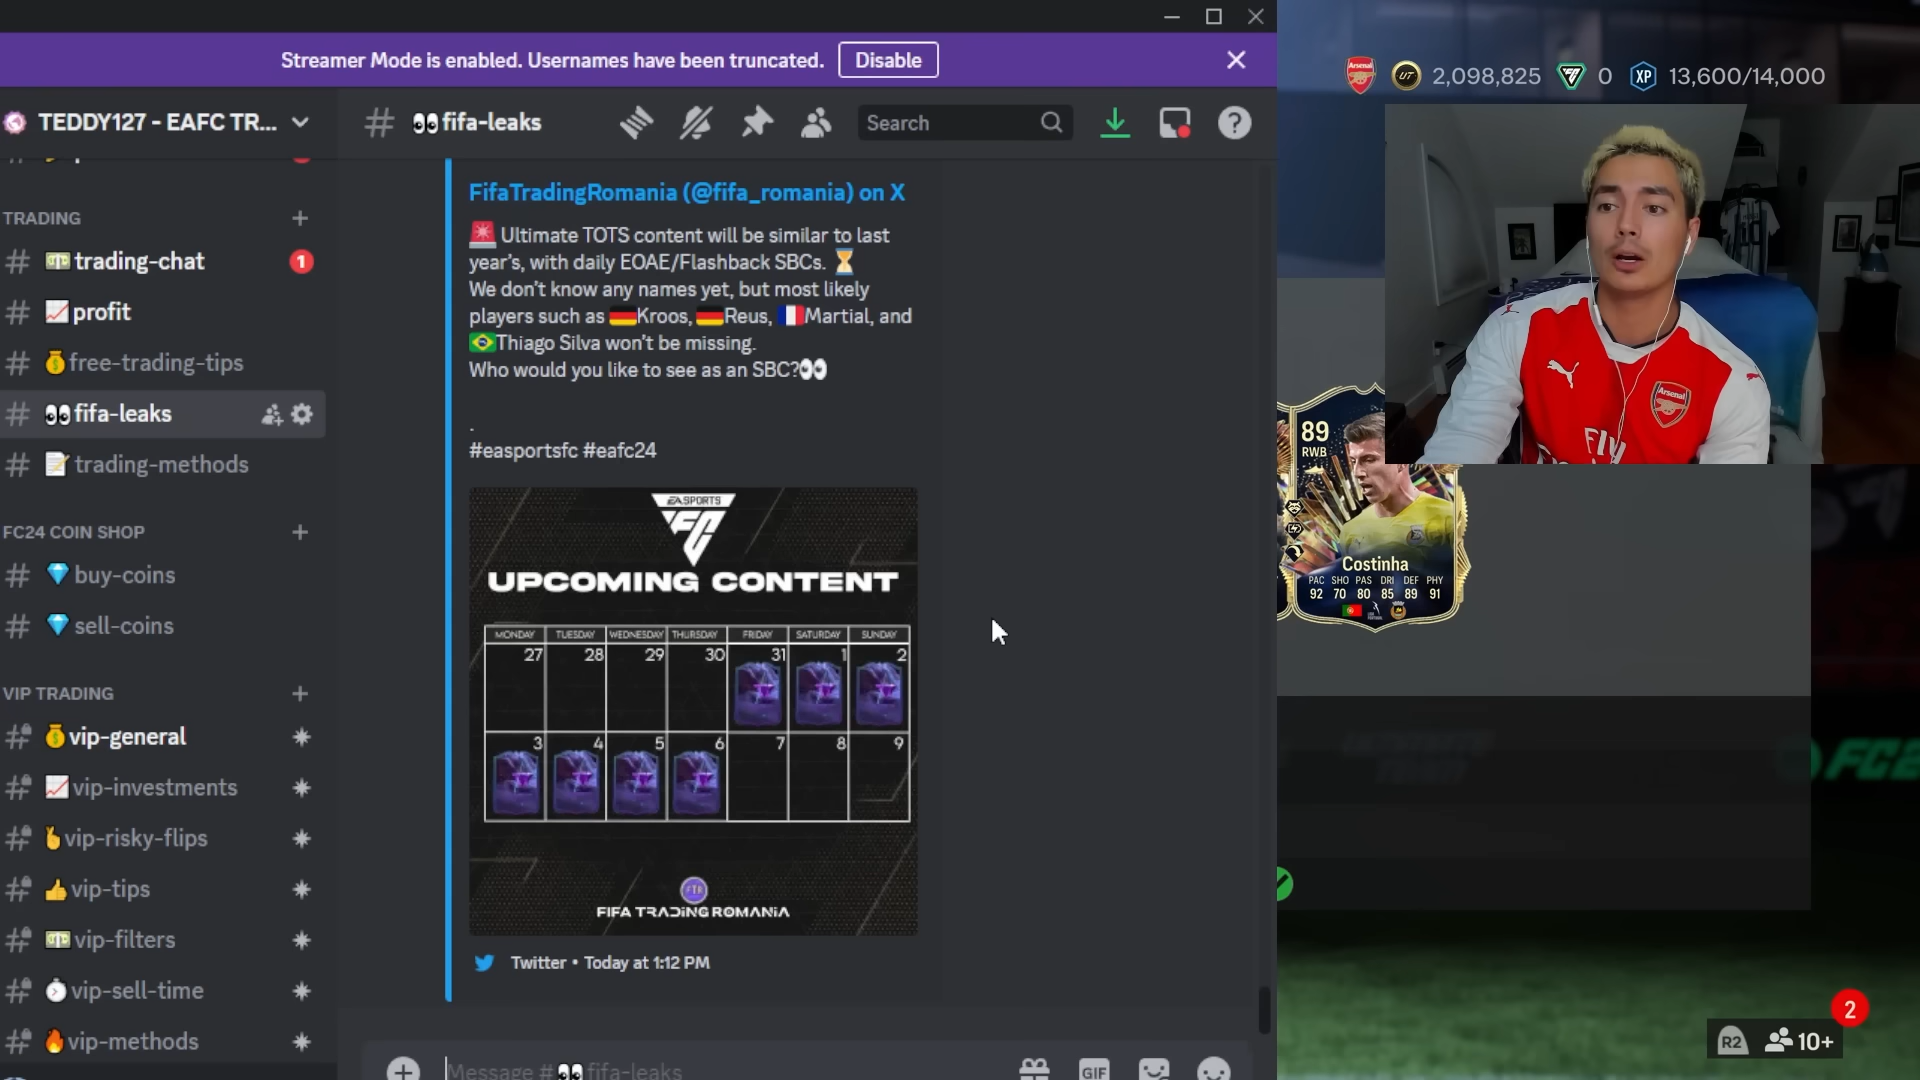 Streamer Mode is enabled. Usernames have been truncated.
Disable
TEDDY127 - EAFC TR...
👀fifa-leaks
Search
TRADING
💵trading-chat
1
📈profit
💰free-trading-tips
👀fifa-leaks
📝trading-methods
FC24 COIN SHOP
💎buy-coins
💎sell-coins
VIP TRADING
💰vip-general
📈vip-investments
🤞vip-risky-flips
👍vip-tips
💵vip-filters
⏱vip-sell-time
🔥vip-methods
FifaTradingRomania (@fifa_romania) on X
🚨 Ultimate TOTS content will be similar to last
year's, with daily EOAE/Flashback SBCs. ⏳
We don't know any names yet, but most likely
players such as 🇩🇪Kroos, 🇩🇪Reus, 🇫🇷Martial, and
🇧🇷Thiago Silva won't be missing.
Who would you like to see as an SBC?👀
.
#easportsfc #eafc24
EA SPORTS
FC
UPCOMING CONTENT
MONDAY TUESDAY WEDNESDAY THURSDAY FRIDAY SATURDAY SUNDAY
27 28 29 30 31 1 2
3 4 5 6 7 8 9
FTR
FIFA TRADING ROMANIA
Twitter • Today at 1:12 PM
Message #👀fifa-leaks
GIF
Arsenal
UT
2,098,825
0
XP
13,600/14,000
Arsenal
89
RWB
Costinha
PAC SHO PAS DRI DEF PHY
92 70 80 85 89 91
FC2
2
R2
10+